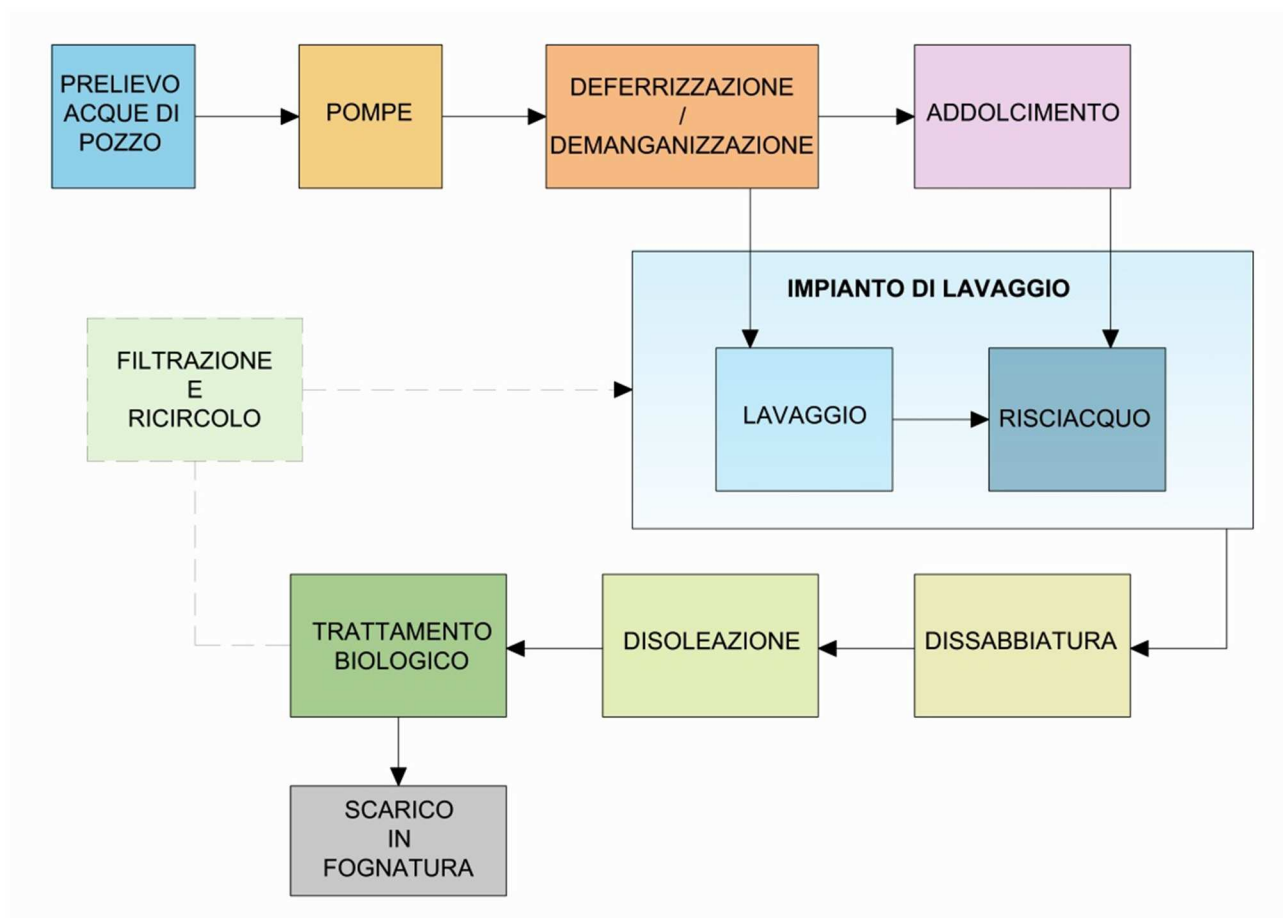 PRELIEVO
ACQUE DI
POZZO
POMPE
DEFERRIZZAZIONE
/
DEMANGANIZZAZIONE
ADDOLCIMENTO
IMPIANTO DI LAVAGGIO
FILTRAZIONE
E
RICIRCOLO
LAVAGGIO
RISCIACQUO
TRATTAMENTO
BIOLOGICO
DISOLEAZIONE
DISSABBIATURA
SCARICO
IN
FOGNATURA